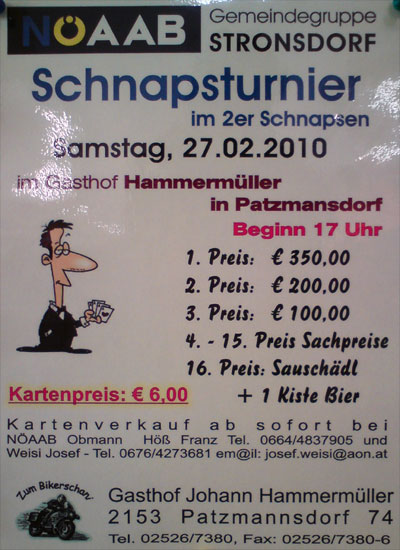 NÖAAB Gemeindegruppe
STRONSDORF
Schnapsturnier
im 2er Schnapsen
Samstag, 27.02.2010
im Gasthof Hammermüller
in Patzmansdorf
Beginn 17 Uhr
1. Preis: € 350,00
2. Preis: € 200,00
3. Preis: € 100,00
4. - 15. Preis Sachpreise
16. Preis: Sauschädl
Kartenpreis: € 6,00 + 1 Kiste Bier
Kartenverkauf ab sofort bei
NÖAAB Obmann Höß Franz Tel. 0664/4837905 und
Weisi Josef - Tel. 0676/4273681 em@il: josef.weisi@aon.at
Zum Bikerschan
Gasthof Johann Hammermüller
2153 Patzmannsdorf 74
Tel. 02526/7380, Fax: 02526/7380-6